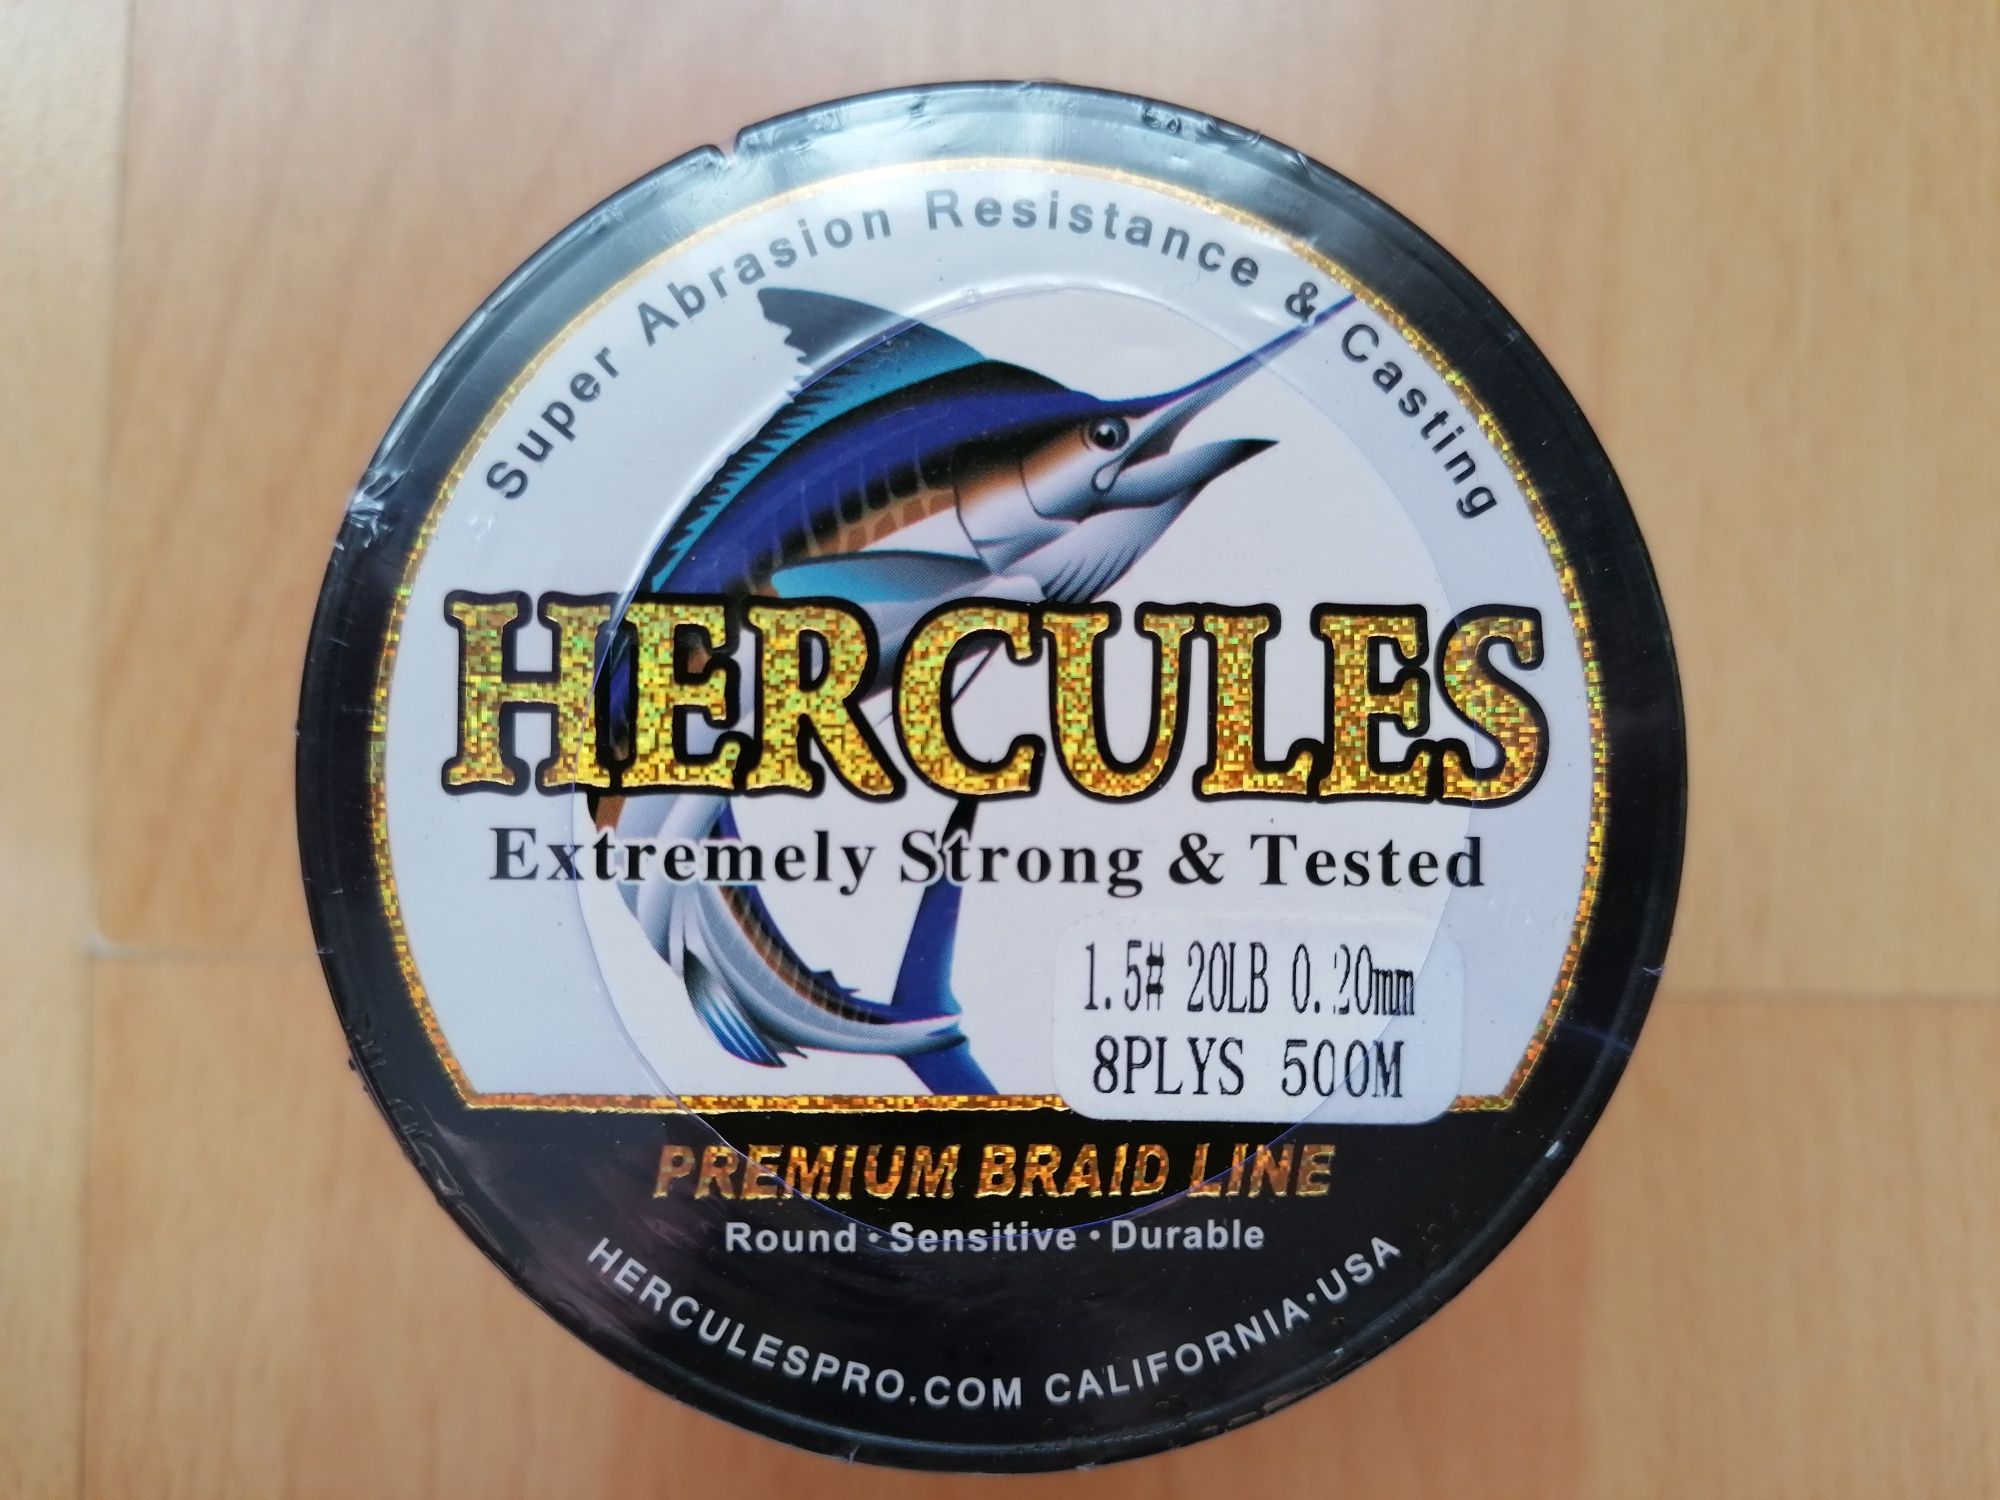 Super Abrasion Resistance & Casting
HERCULES
Extremely Strong & Tested
1.5# 20LB 0.20mm
8PLYS 500M
PREMIUM BRAID LINE
Round · Sensitive · Durable
HERCULESPRO.COM CALIFORNIA·USA